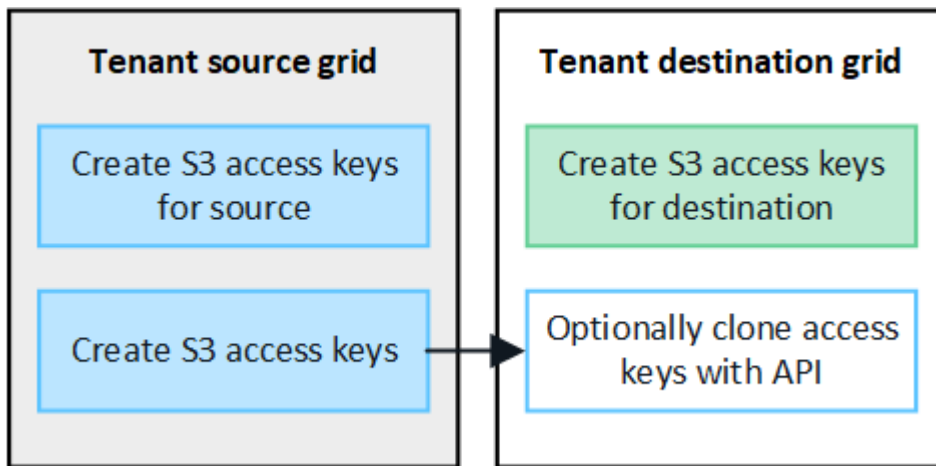 Tenant source grid
Create S3 access keys
for source
Create S3 access keys
Tenant destination grid
Create S3 access keys
for destination
Optionally clone access
keys with API